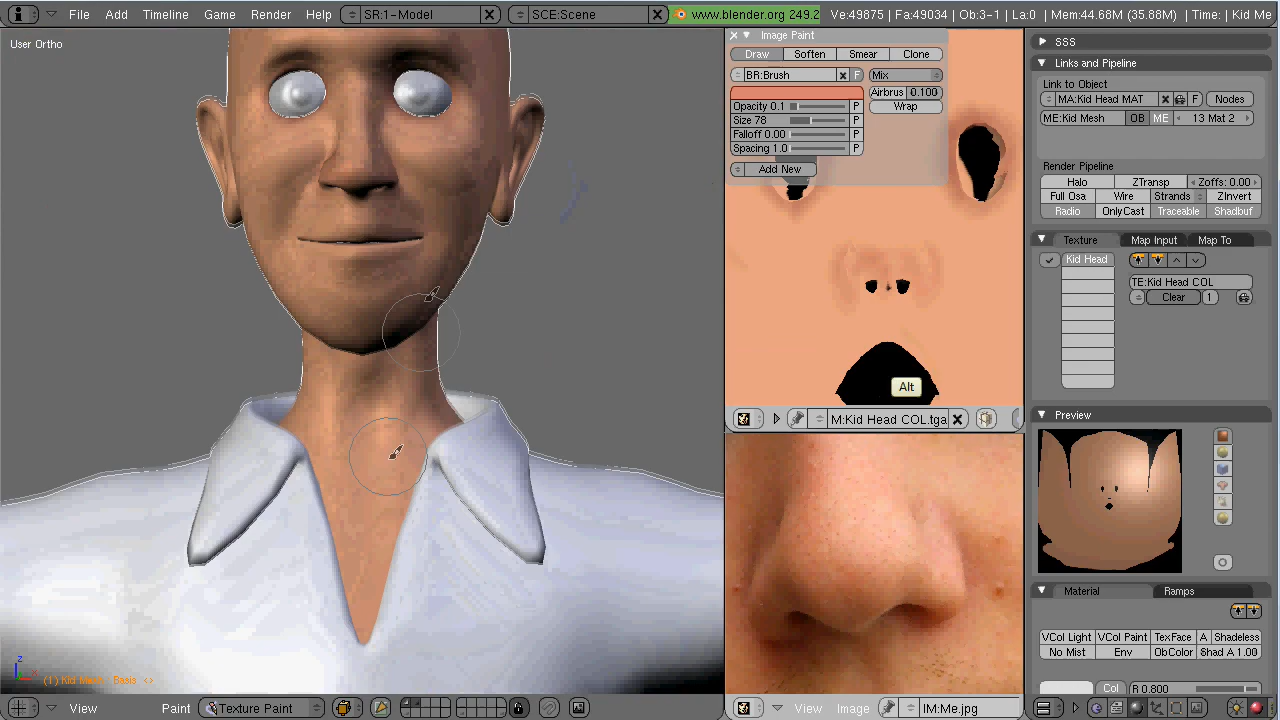 File Add Timeline Game Render Help SR:1-Model SCE:Scene www.blender.org 249.2 Ve:49875 | Fa:49034 | Ob:3-1 | La:0 | Mem:44.68M (35.88M) | Time: | Kid Me
User Ortho
Image Paint
Draw Soften Smear Clone
BR:Brush F Mix
Airbrus 0.100
Opacity 0.1 P Wrap
Size 78 P
Falloff 0.00 P
Spacing 1.0 P
Add New
Alt
M:Kid Head COL.tga
SSS
Links and Pipeline
Link to Object
MA:Kid Head MAT F Nodes
ME:Kid Mesh OB ME 13 Mat 2
Render Pipeline
Halo ZTransp Zoffs: 0.00
Full Osa Wire Strands ZInvert
Radio OnlyCast Traceable Shadbuf
Texture Map Input Map To
Kid Head
TE:Kid Head COL
Clear 1
Preview
Material Ramps
VCol Light VCol Paint TexFace A Shadeless
No Mist Env ObColor Shad A 1.00
Col R 0.800
z
x
(1) Kid Mesh Basis <>
View Paint Texture Paint
View Image IM:Me.jpg